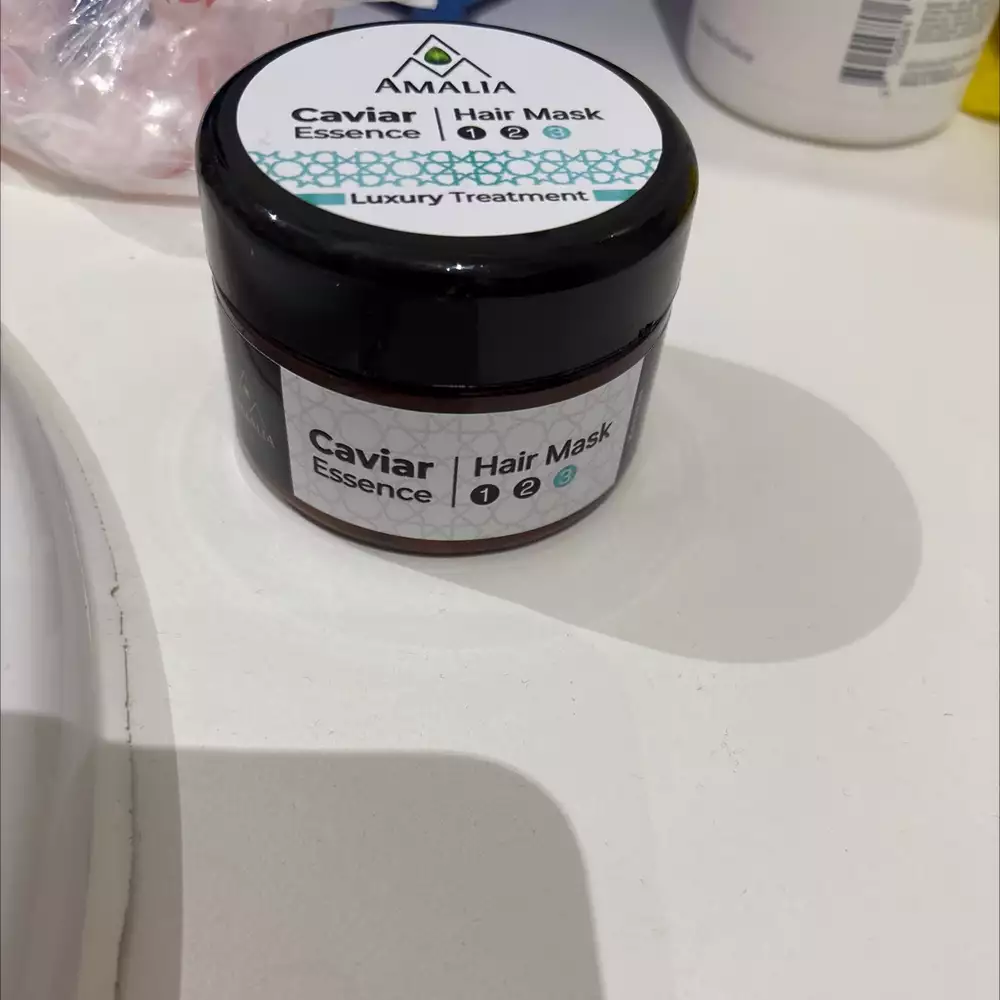 AMALIA
Caviar
Essence
Hair Mask
1 2 3
Luxury Treatment
Caviar
Essence
Hair Mask
1 2 3